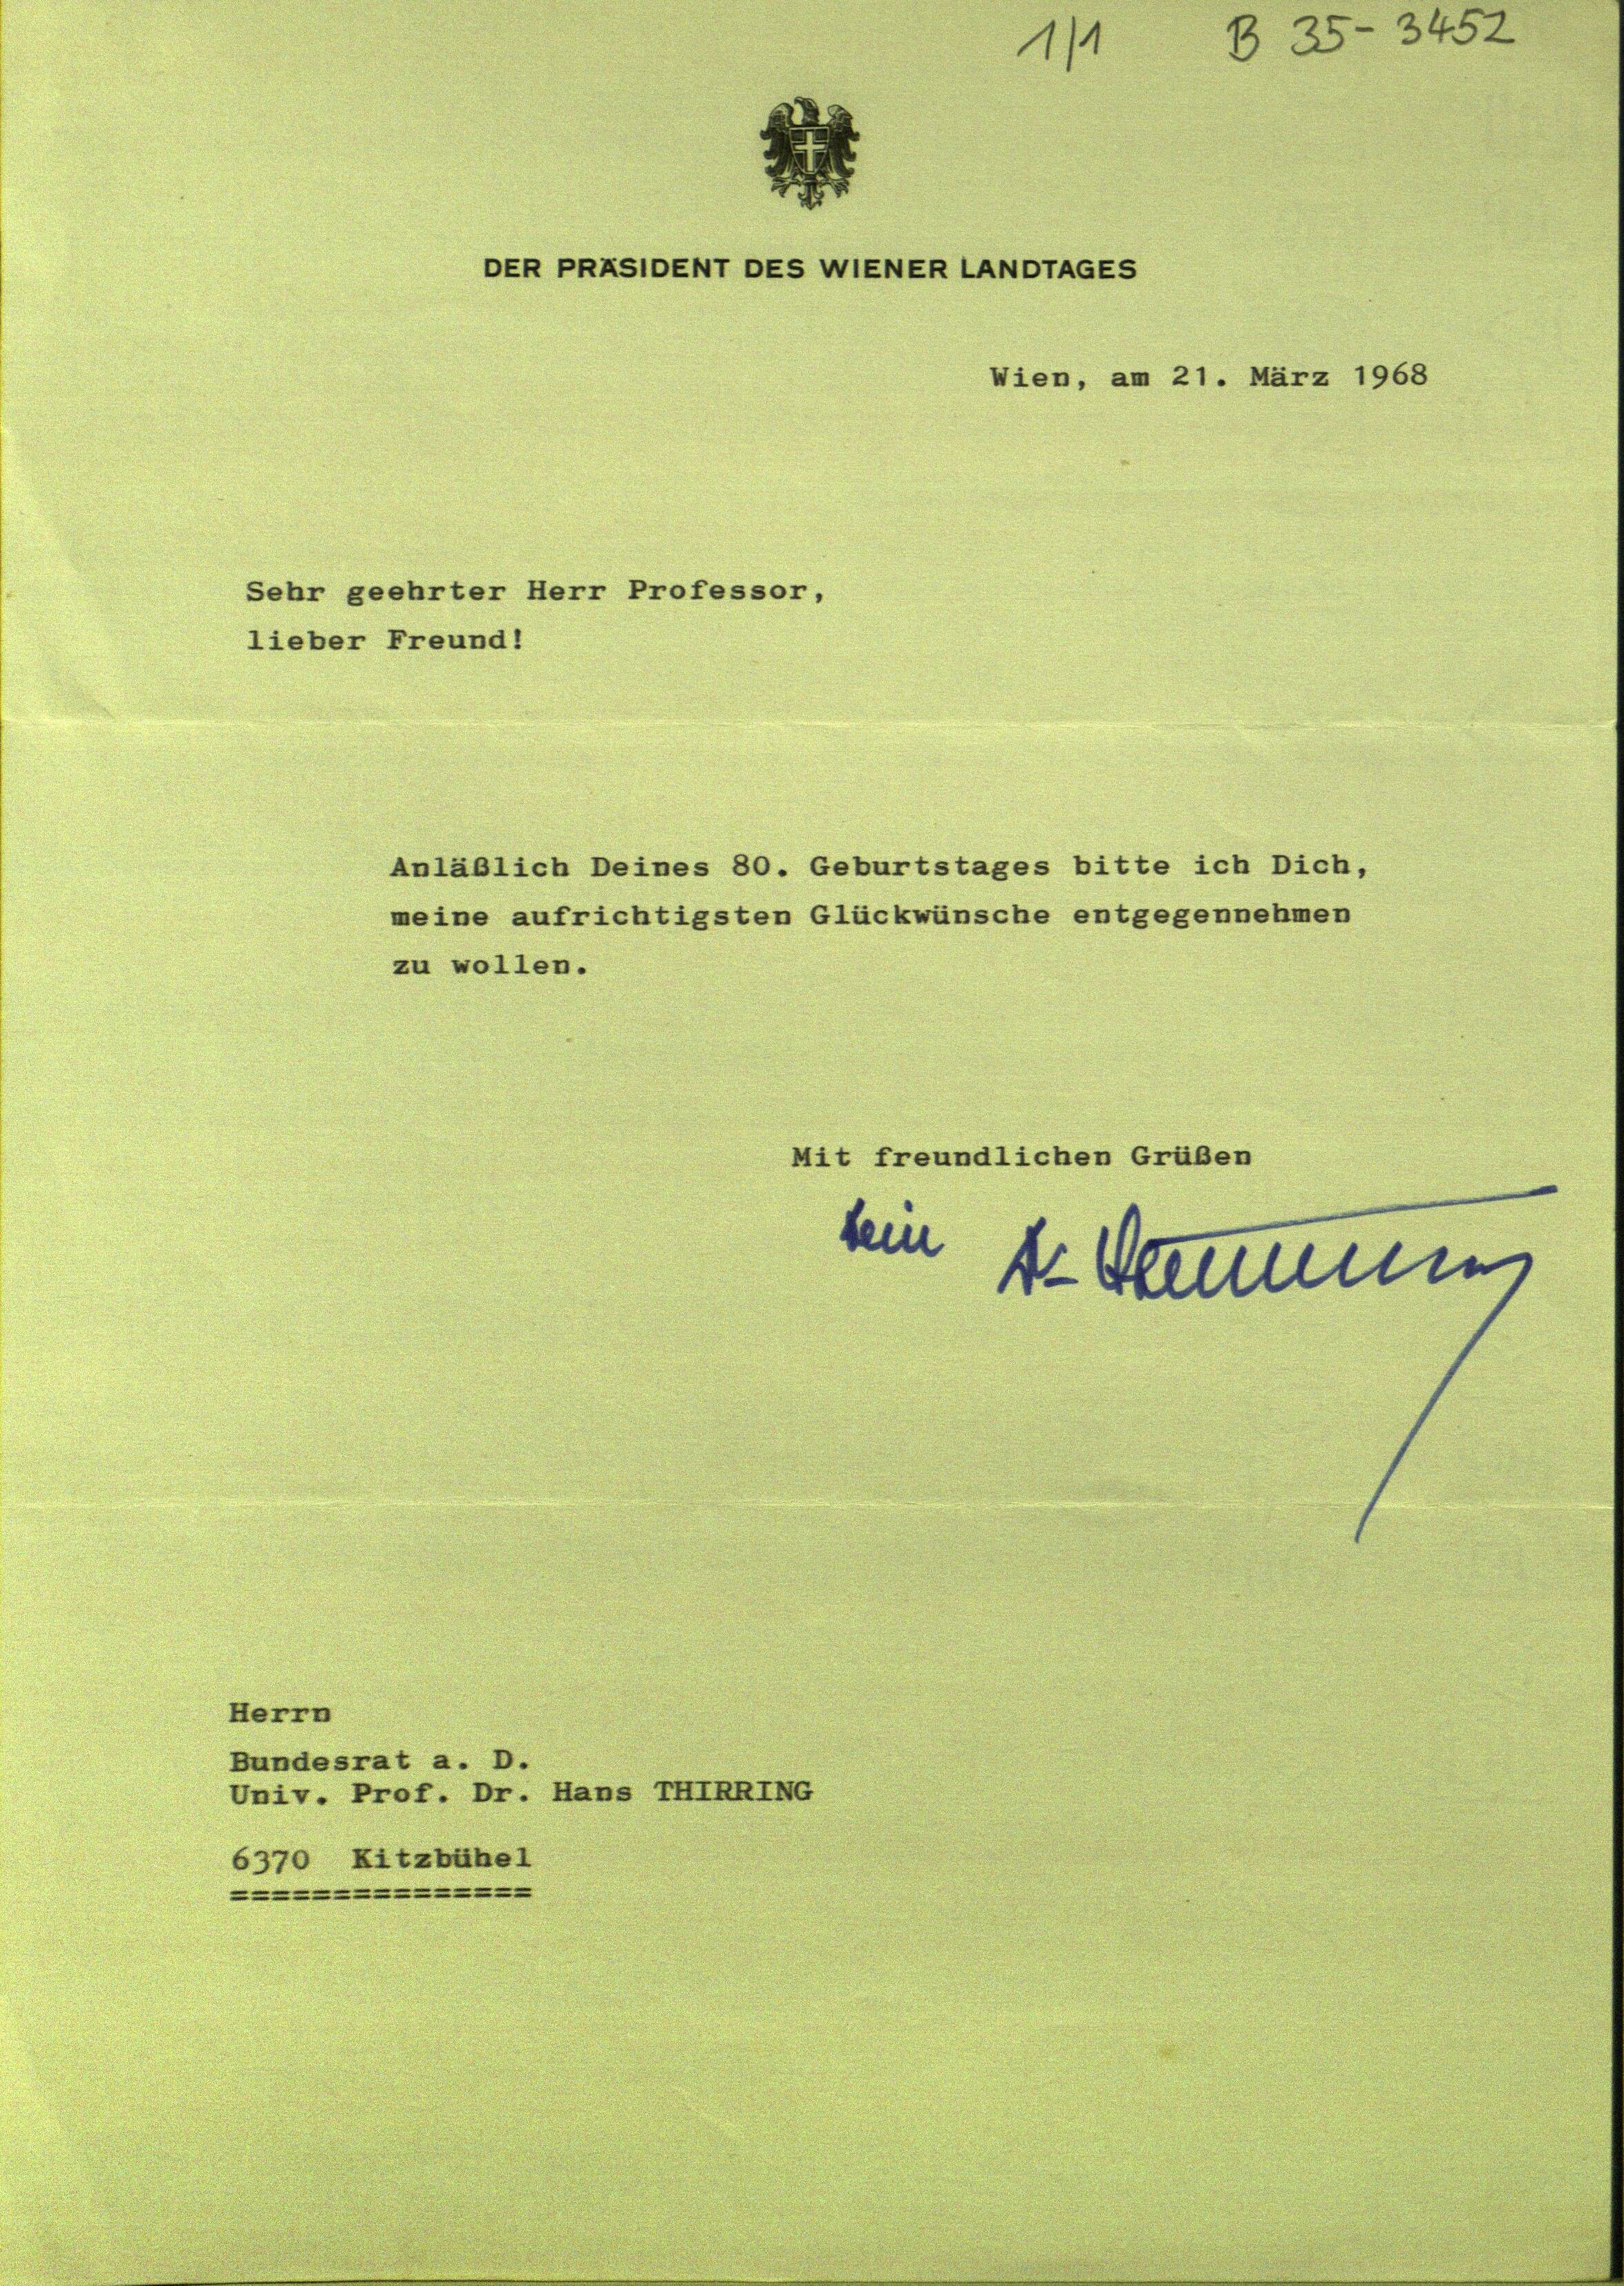 1/1 B 35-3452
DER PRÄSIDENT DES WIENER LANDTAGES
Wien, am 21. März 1968
Sehr geehrter Herr Professor,
lieber Freund!
Anläßlich Deines 80. Geburtstages bitte ich Dich,
meine aufrichtigsten Glückwünsche entgegennehmen
zu wollen.
Mit freundlichen Grüßen
Dein Dr.
Herrn
Bundesrat a. D.
Univ. Prof. Dr. Hans THIRRING
6370 Kitzbühel
===============